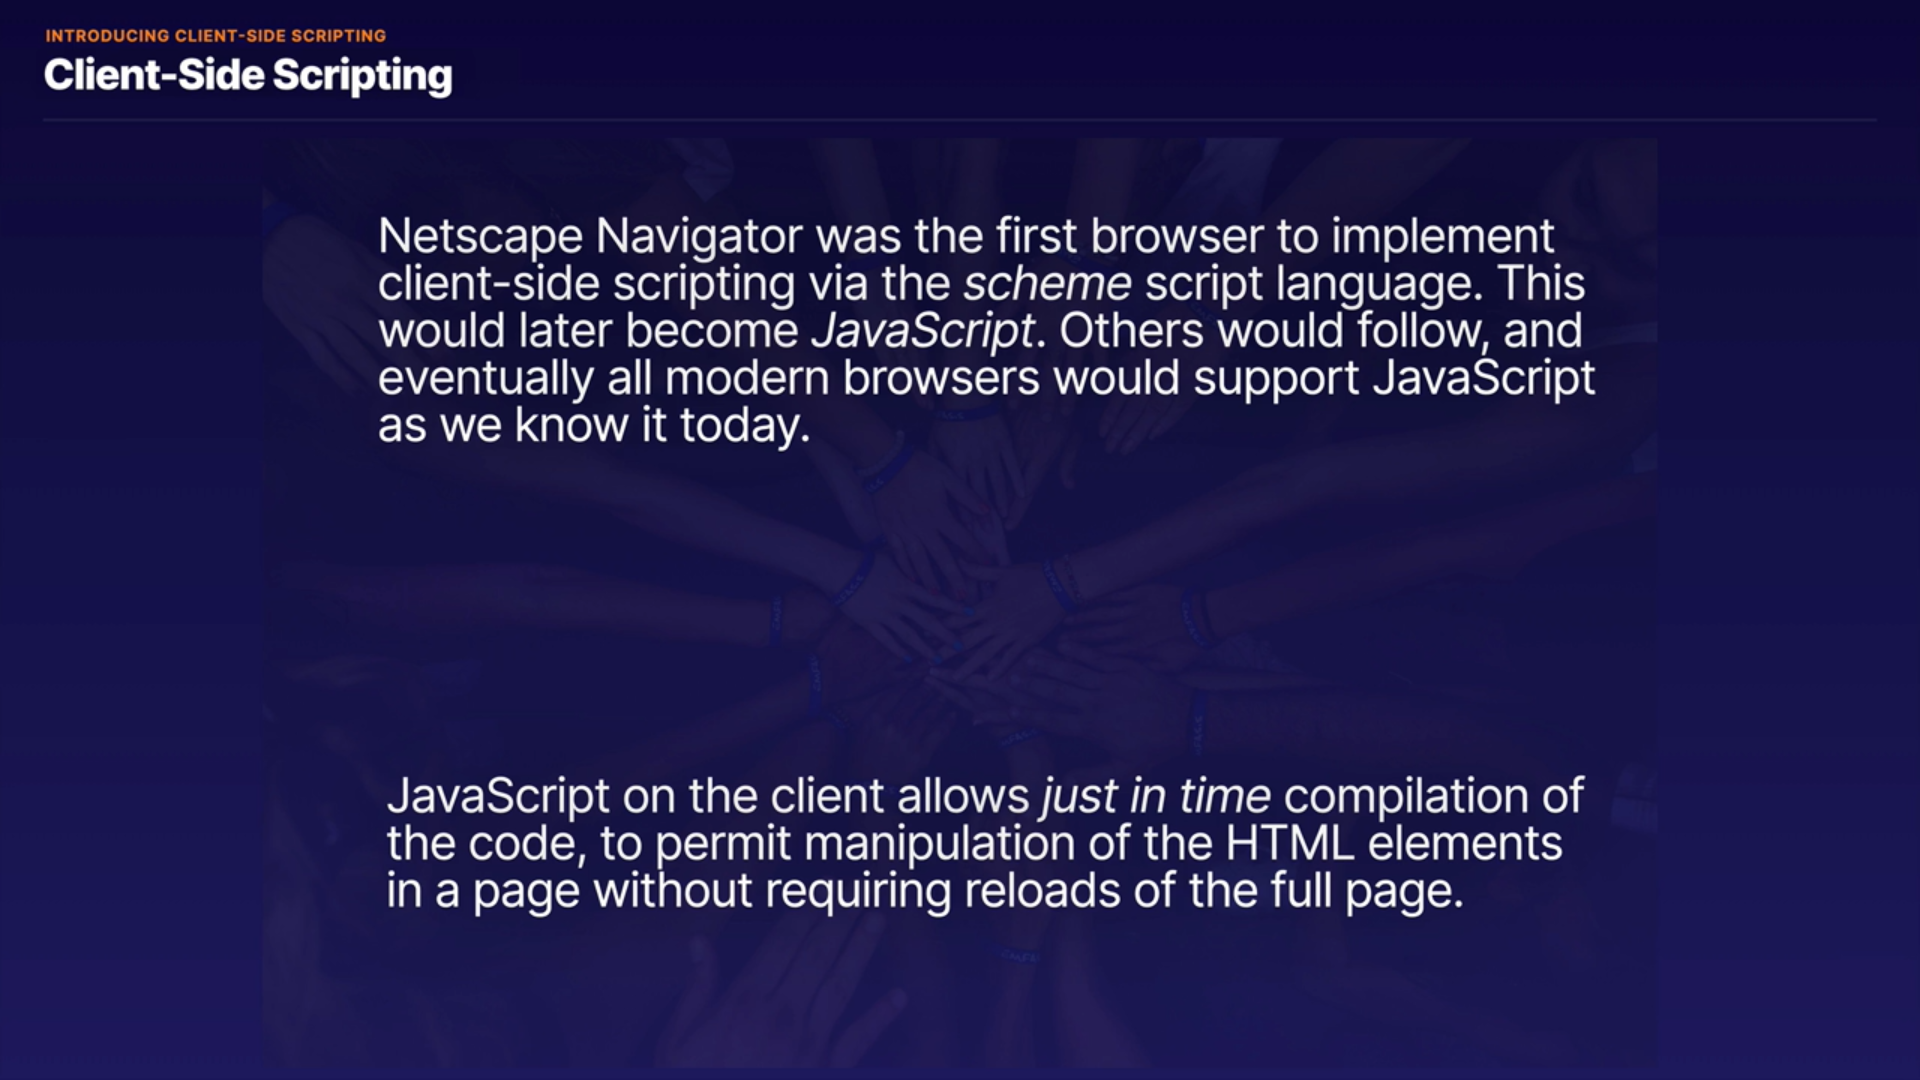 INTRODUCING CLIENT-SIDE SCRIPTING
Client-Side Scripting
Netscape Navigator was the first browser to implement
client-side scripting via the scheme script language. This
would later become JavaScript. Others would follow, and
eventually all modern browsers would support JavaScript
as we know it today.
JavaScript on the client allows just in time compilation of
the code, to permit manipulation of the HTML elements
in a page without requiring reloads of the full page.